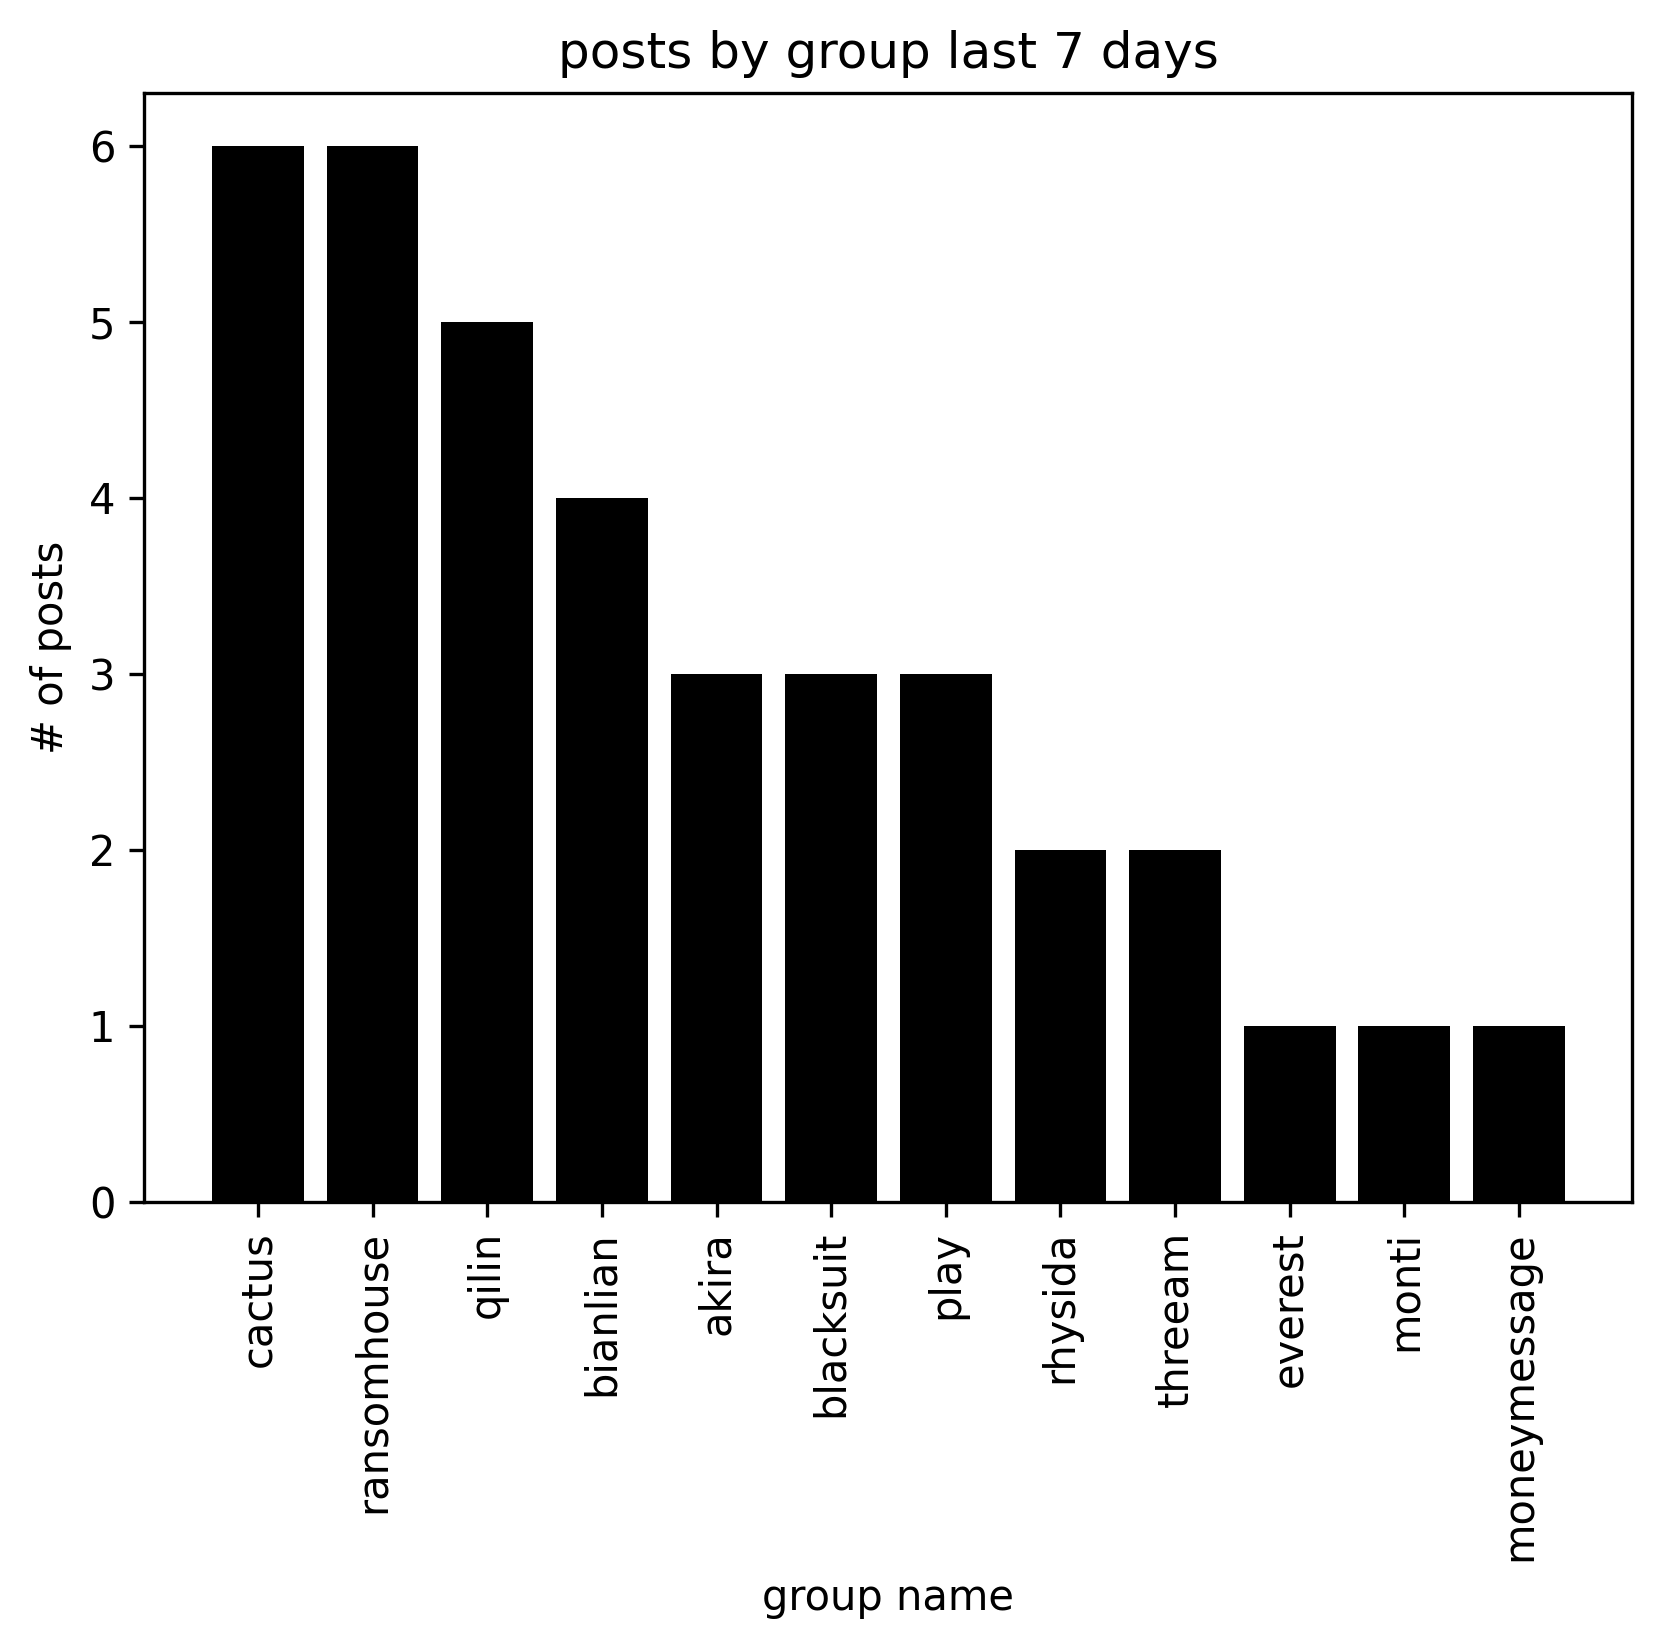 posts by group last 7 days
6
5
4
3
2
1
0
# of posts
cactus
ransomhouse
qilin
bianlian
akira
blacksuit
play
rhysida
threeam
everest
monti
moneymessage
group name